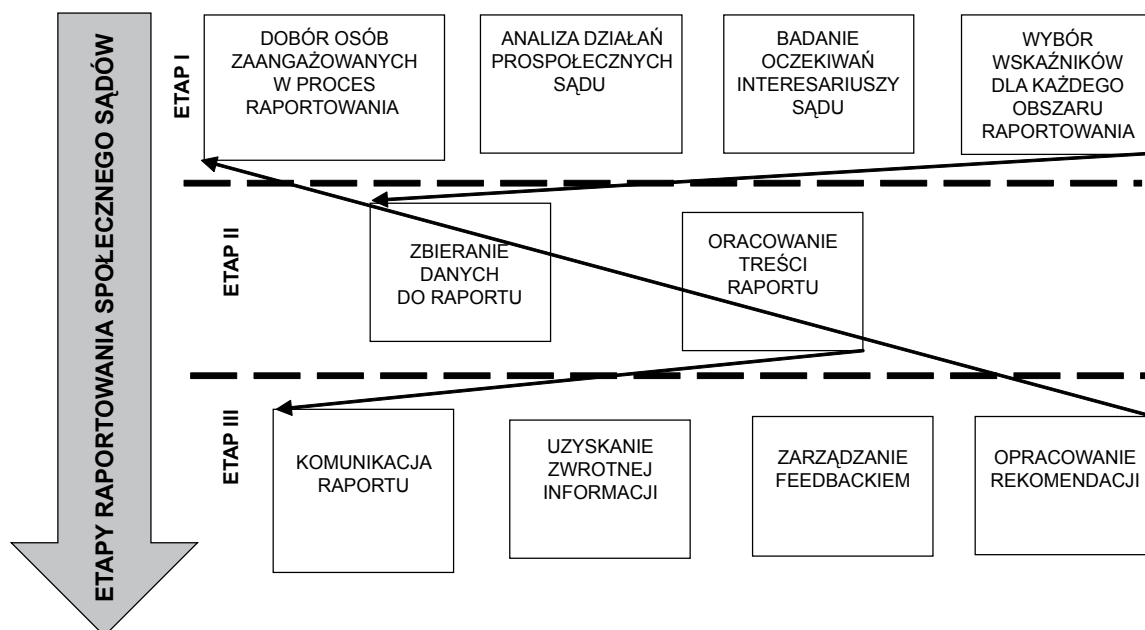 ETAPY RAPORTOWANIA SPOŁECZNEGO SĄDÓW
ETAP I
DOBÓR OSÓB
ZAANGAŻOWANYCH
W PROCES
RAPORTOWANIA
ANALIZA DZIAŁAŃ
PROSPOŁECZNYCH
SĄDU
BADANIE
OCZEKIWAŃ
INTERESARIUSZY
SĄDU
WYBÓR
WSKAŹNIKÓW
DLA KAŻDEGO
OBSZARU
RAPORTOWANIA
ETAP II
ZBIERANIE
DANYCH
DO RAPORTU
ORACOWANIE
TREŚCI
RAPORTU
ETAP III
KOMUNIKACJA
RAPORTU
UZYSKANIE
ZWROTNEJ
INFORMACJI
ZARZĄDZANIE
FEEDBACKIEM
OPRACOWANIE
REKOMENDACJI